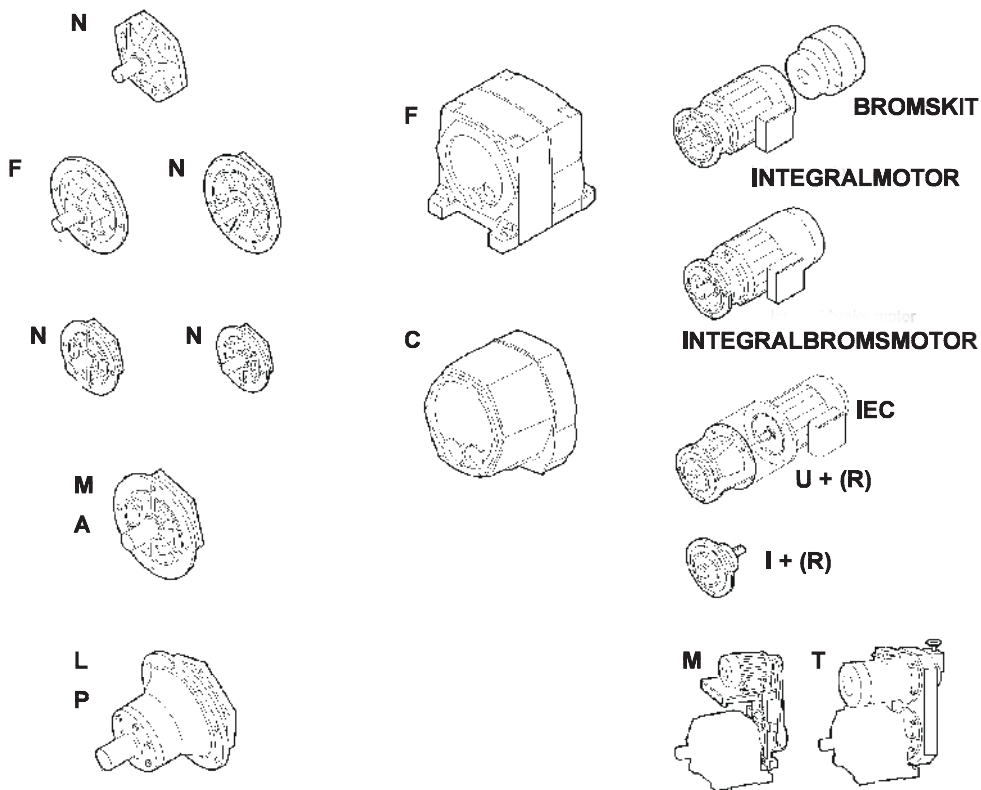 N
F
N
N
N
M
A
L
P
F
C
BROMSKIT
INTEGRALMOTOR
INTEGRALBROMSMOTOR
IEC
U + (R)
I + (R)
M
T